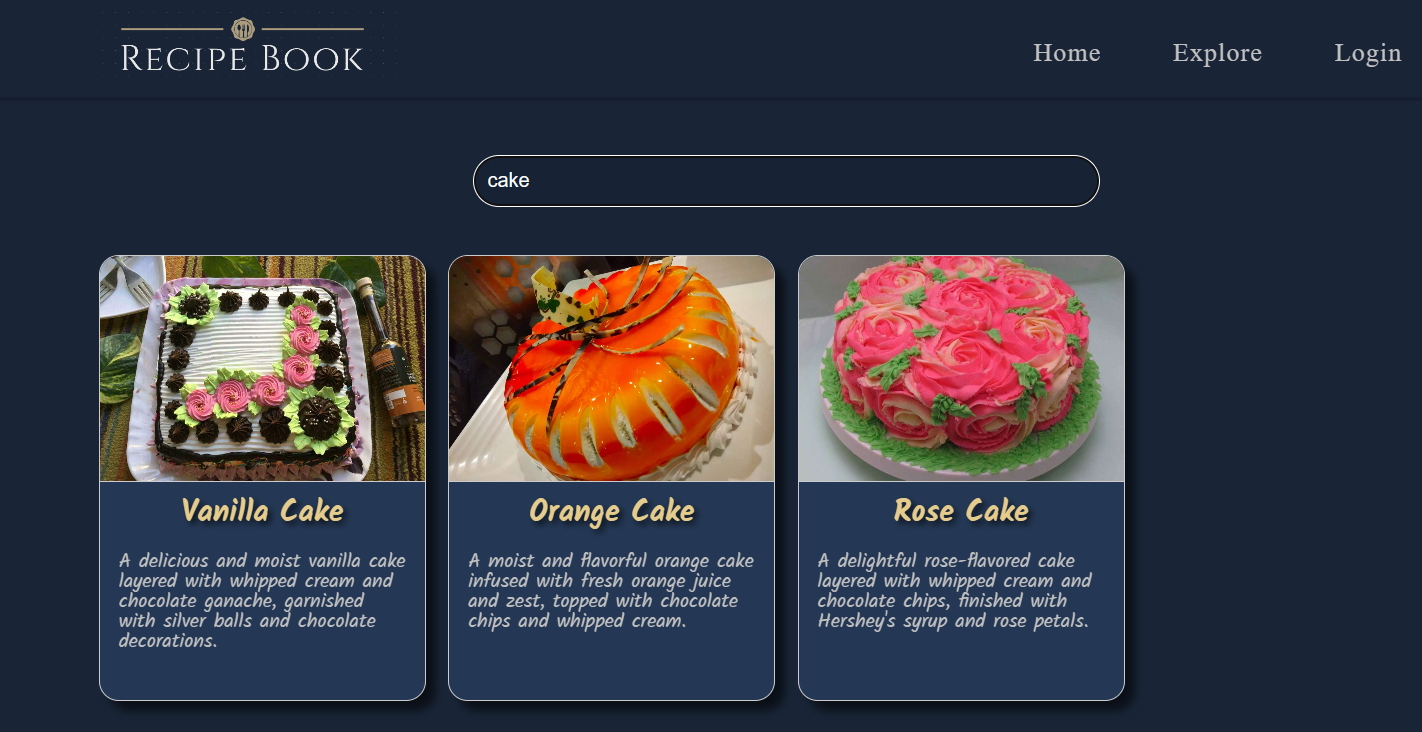 RECIPE BOOK
Home Explore Login
cake
Vanilla Cake
A delicious and moist vanilla cake
layered with whipped cream and
chocolate ganache, garnished
with silver balls and chocolate
decorations.
Orange Cake
A moist and flavorful orange cake
infused with fresh orange juice
and zest, topped with chocolate
chips and whipped cream.
Rose Cake
A delightful rose-flavored cake
layered with whipped cream and
chocolate chips, finished with
Hershey's syrup and rose petals.